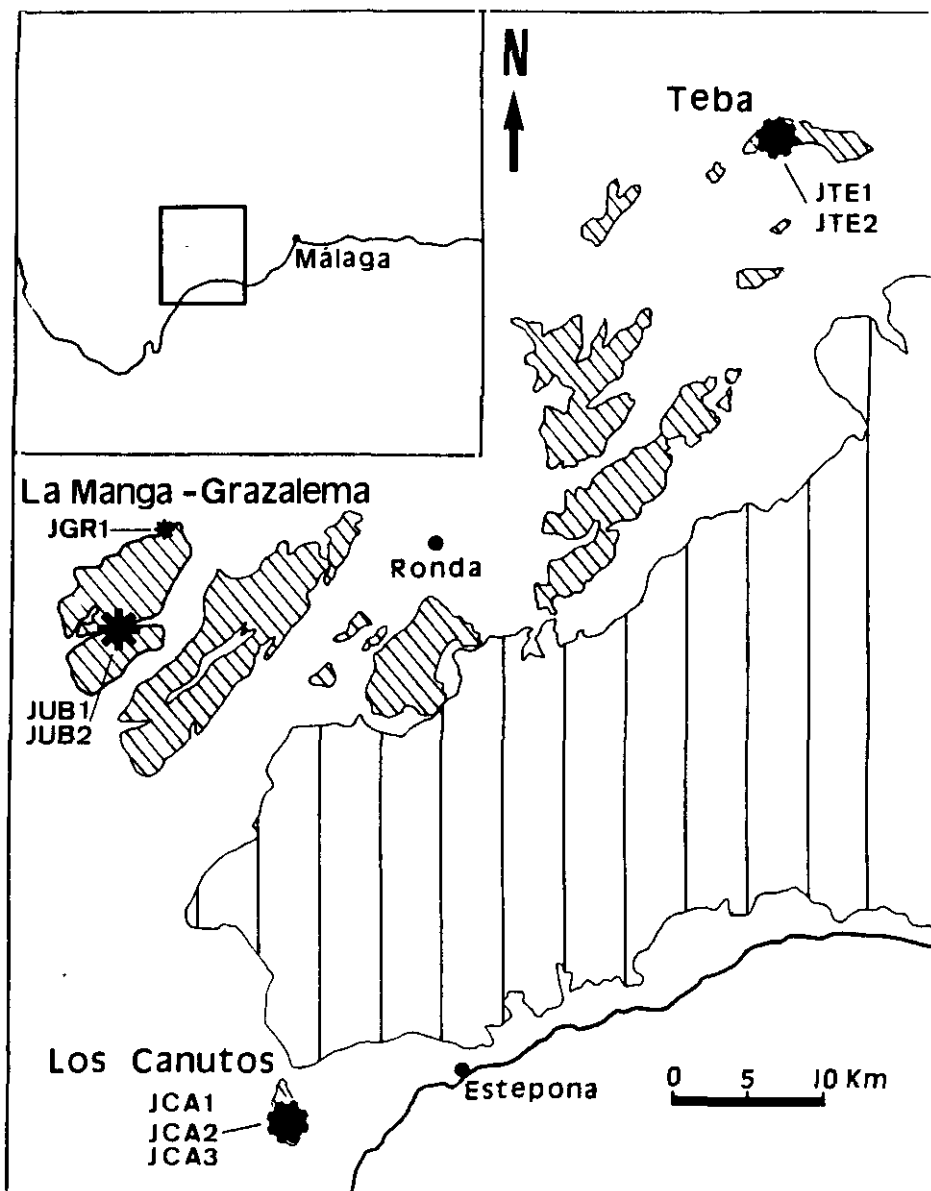 N
Teba
JTE1
JTE2
Málaga
La Manga-Grazalema
JGR1
Ronda
JUB1
JUB2
Los Canutos
JCA1
JCA2
JCA3
Estepona
0 5 10 Km